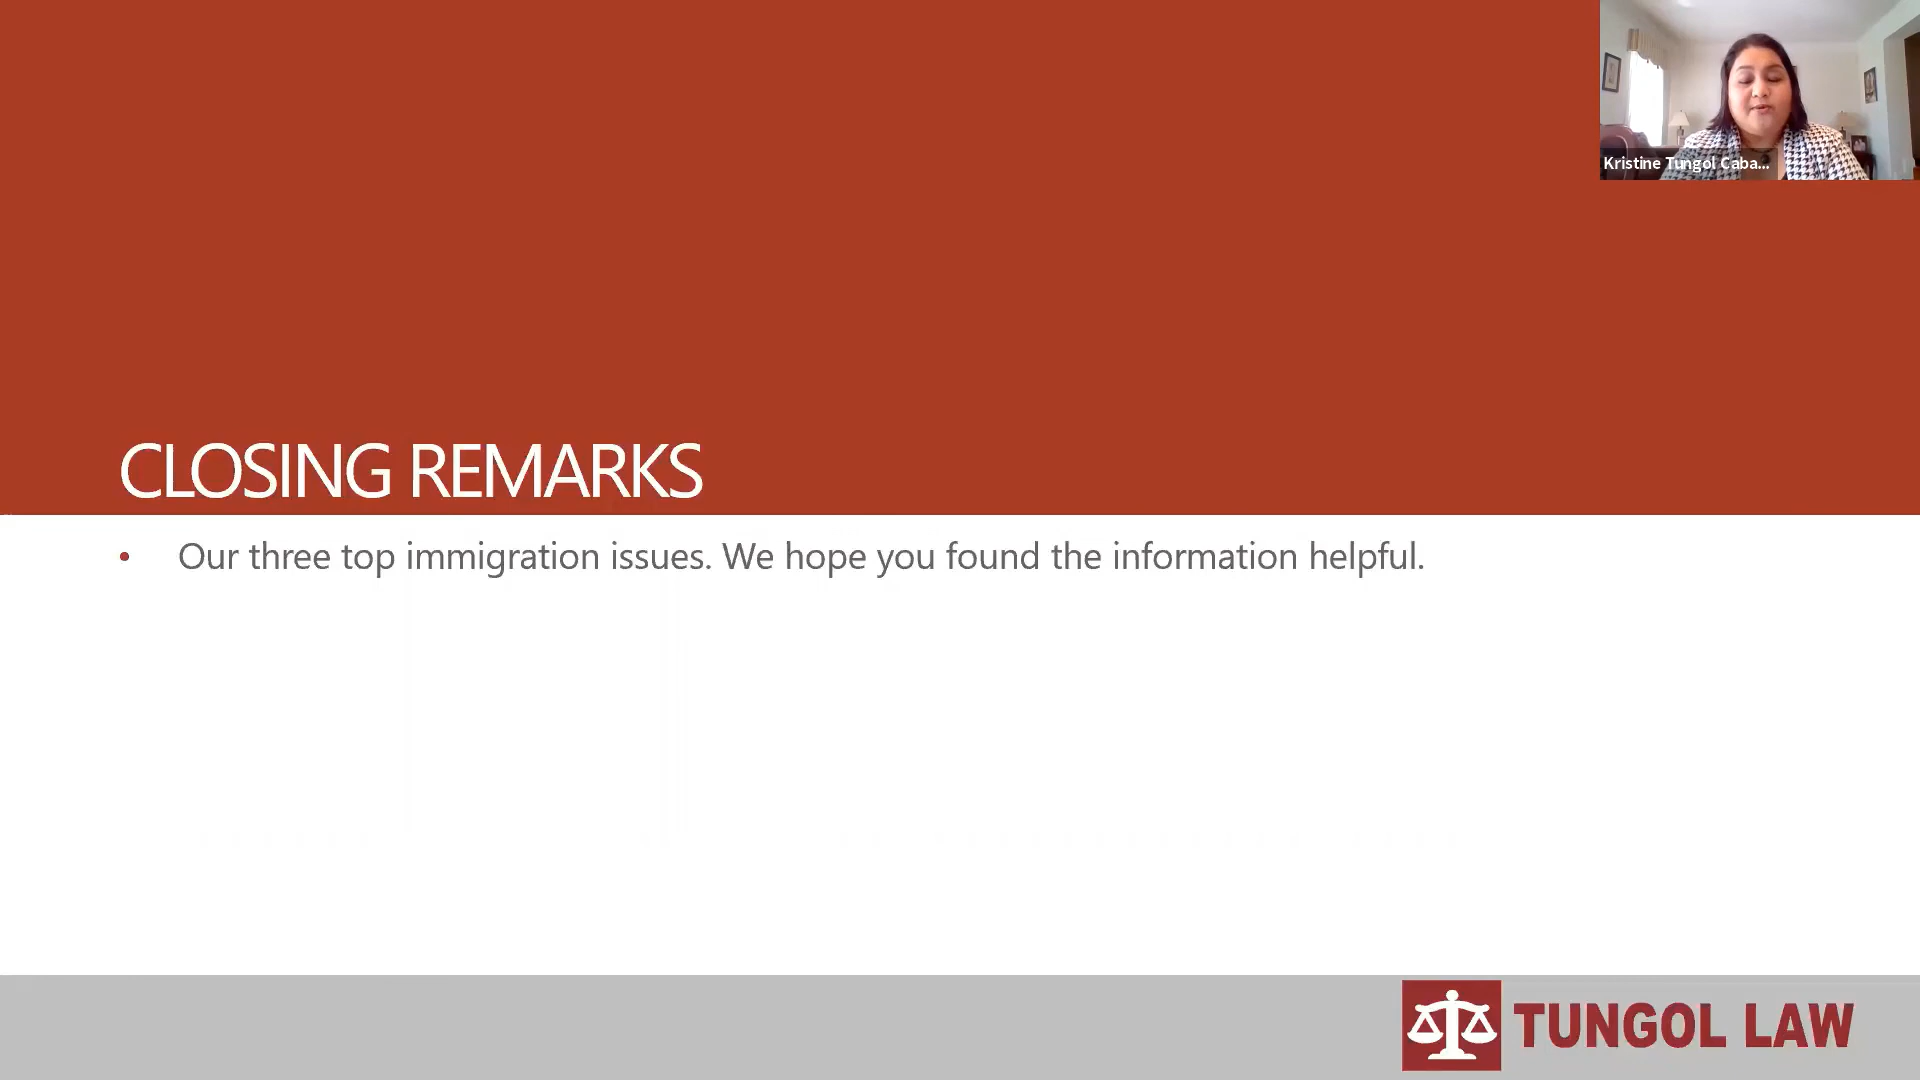 Kristine Tungol Caba...
CLOSING REMARKS
• Our three top immigration issues. We hope you found the information helpful.
TUNGOL LAW